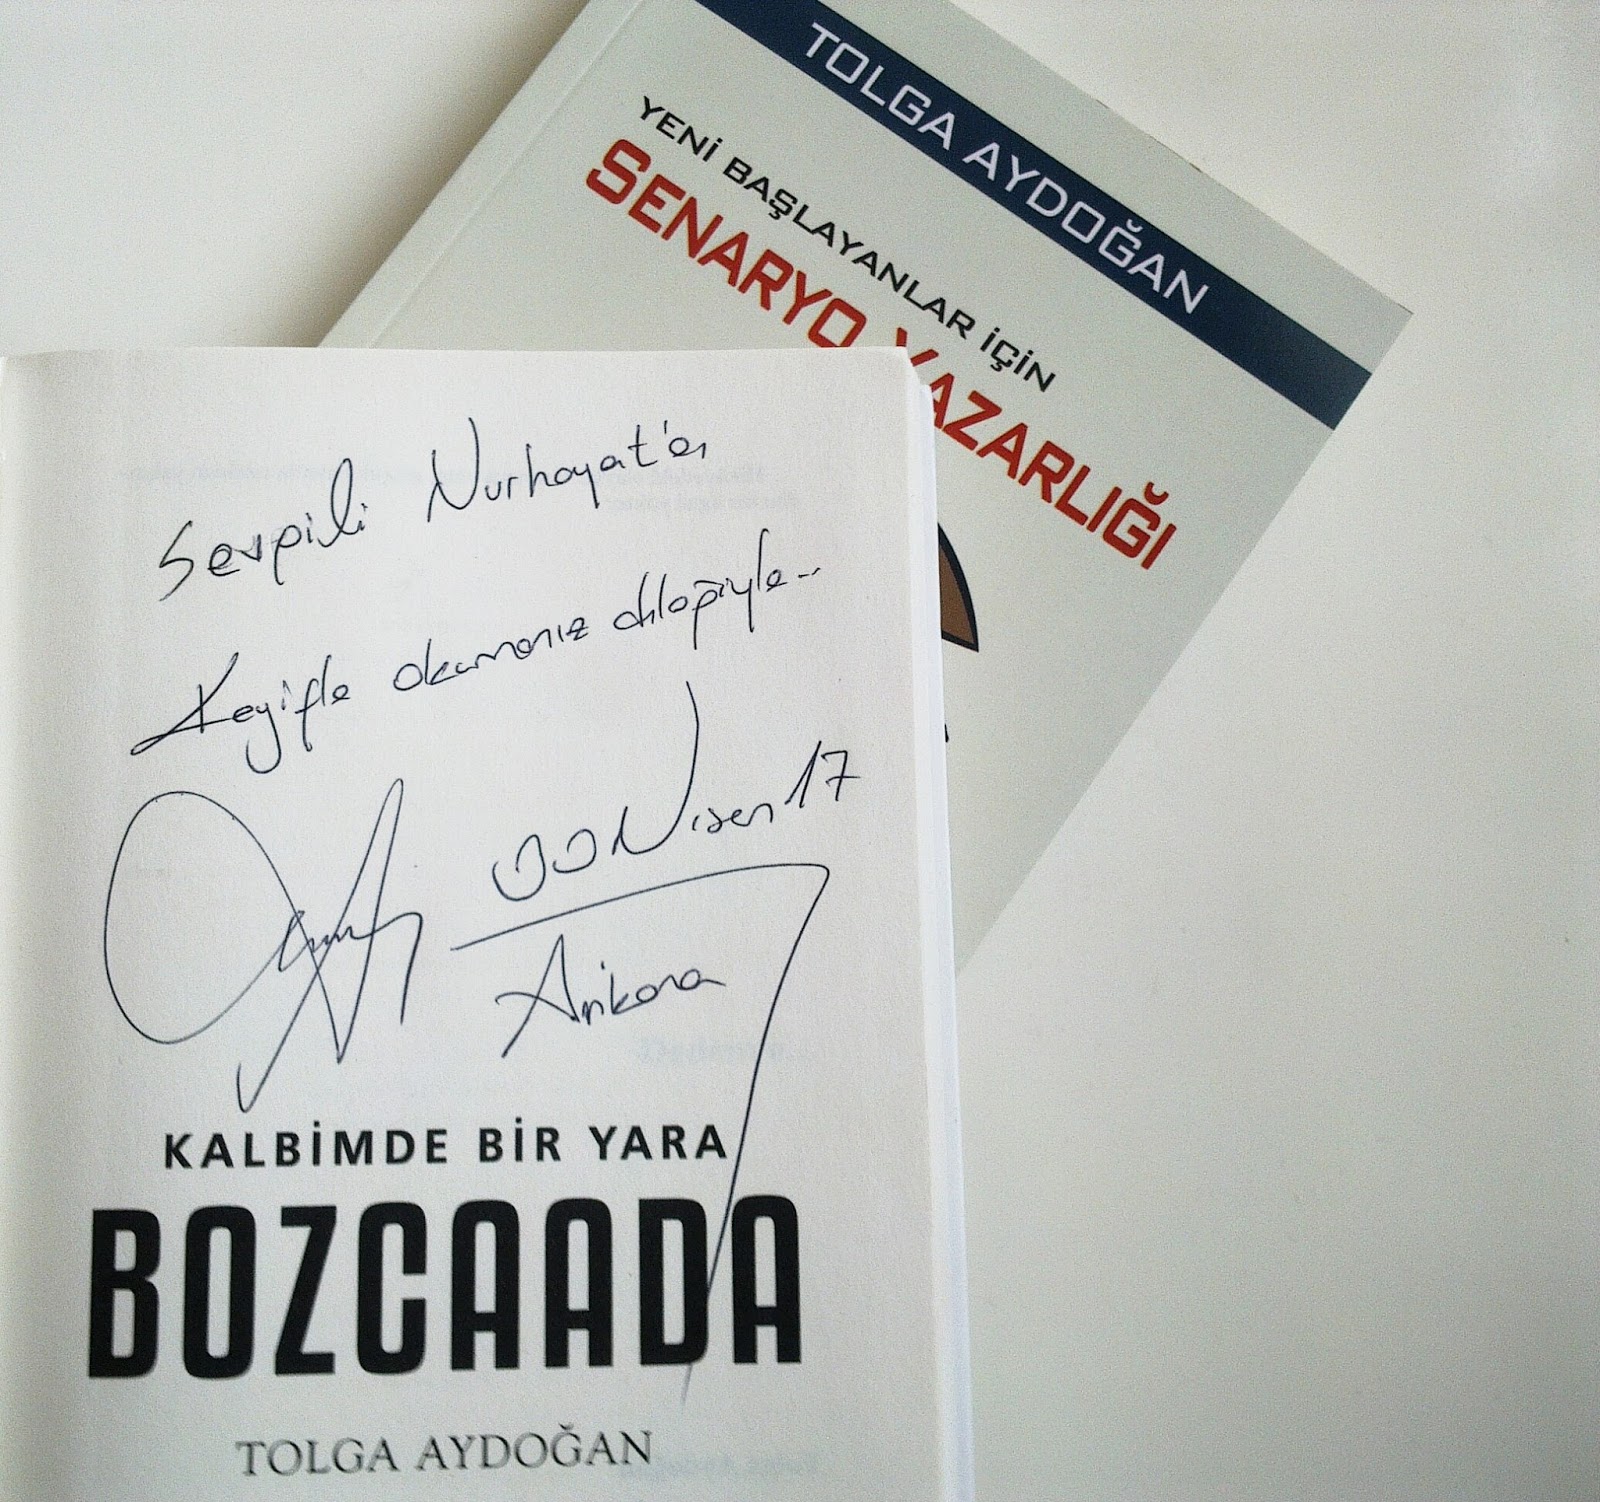 TOLGA AYDOĞAN
YENİ BAŞLAYANLAR İÇİN
SENARYO YAZARLIĞI
Sevgili Nurhayat'a,
Keyifle okumanız dileğiyle...
Nisan 17
Ankara
KALBİMDE BİR YARA
BOZCAADA
TOLGA AYDOĞAN